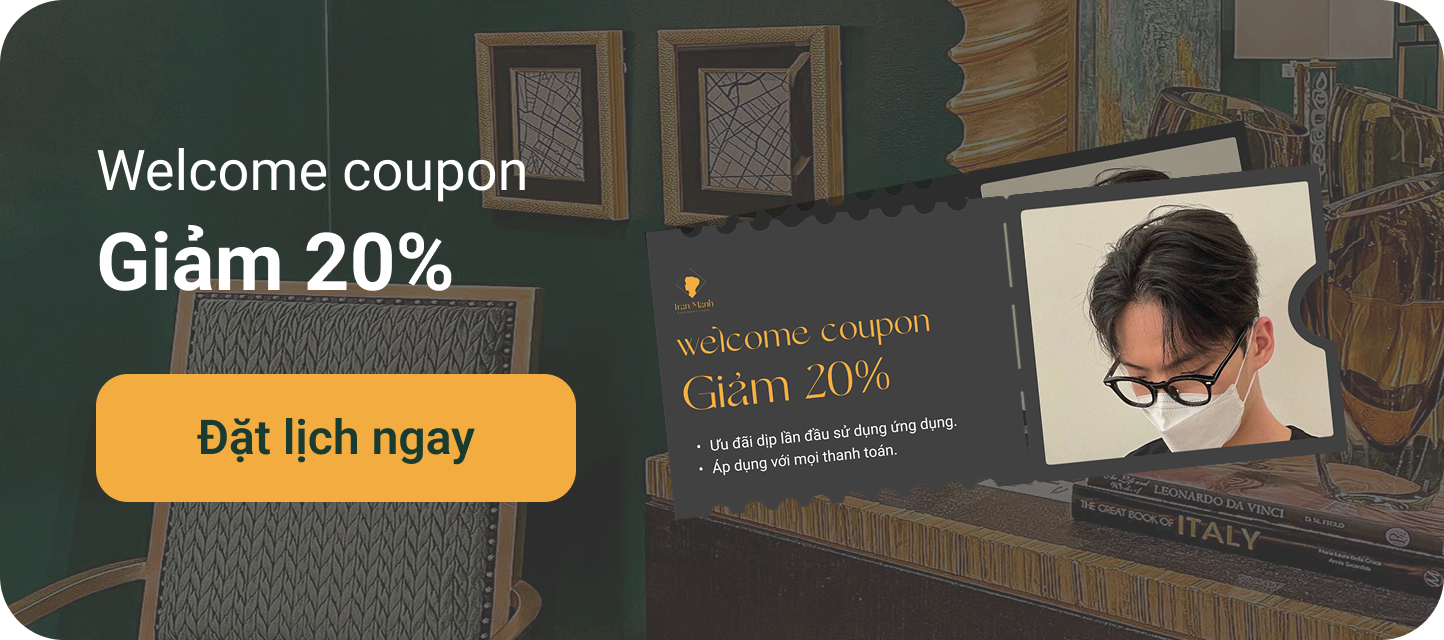 Welcome coupon
Giảm 20%
Đặt lịch ngay
Tran Manh
welcome coupon
Giảm 20%
• Ưu đãi dịp lần đầu sử dụng ứng dụng.
• Áp dụng với mọi thanh toán.
LEONARDO DA VINCI
THE GREAT BOOK OF ITALY